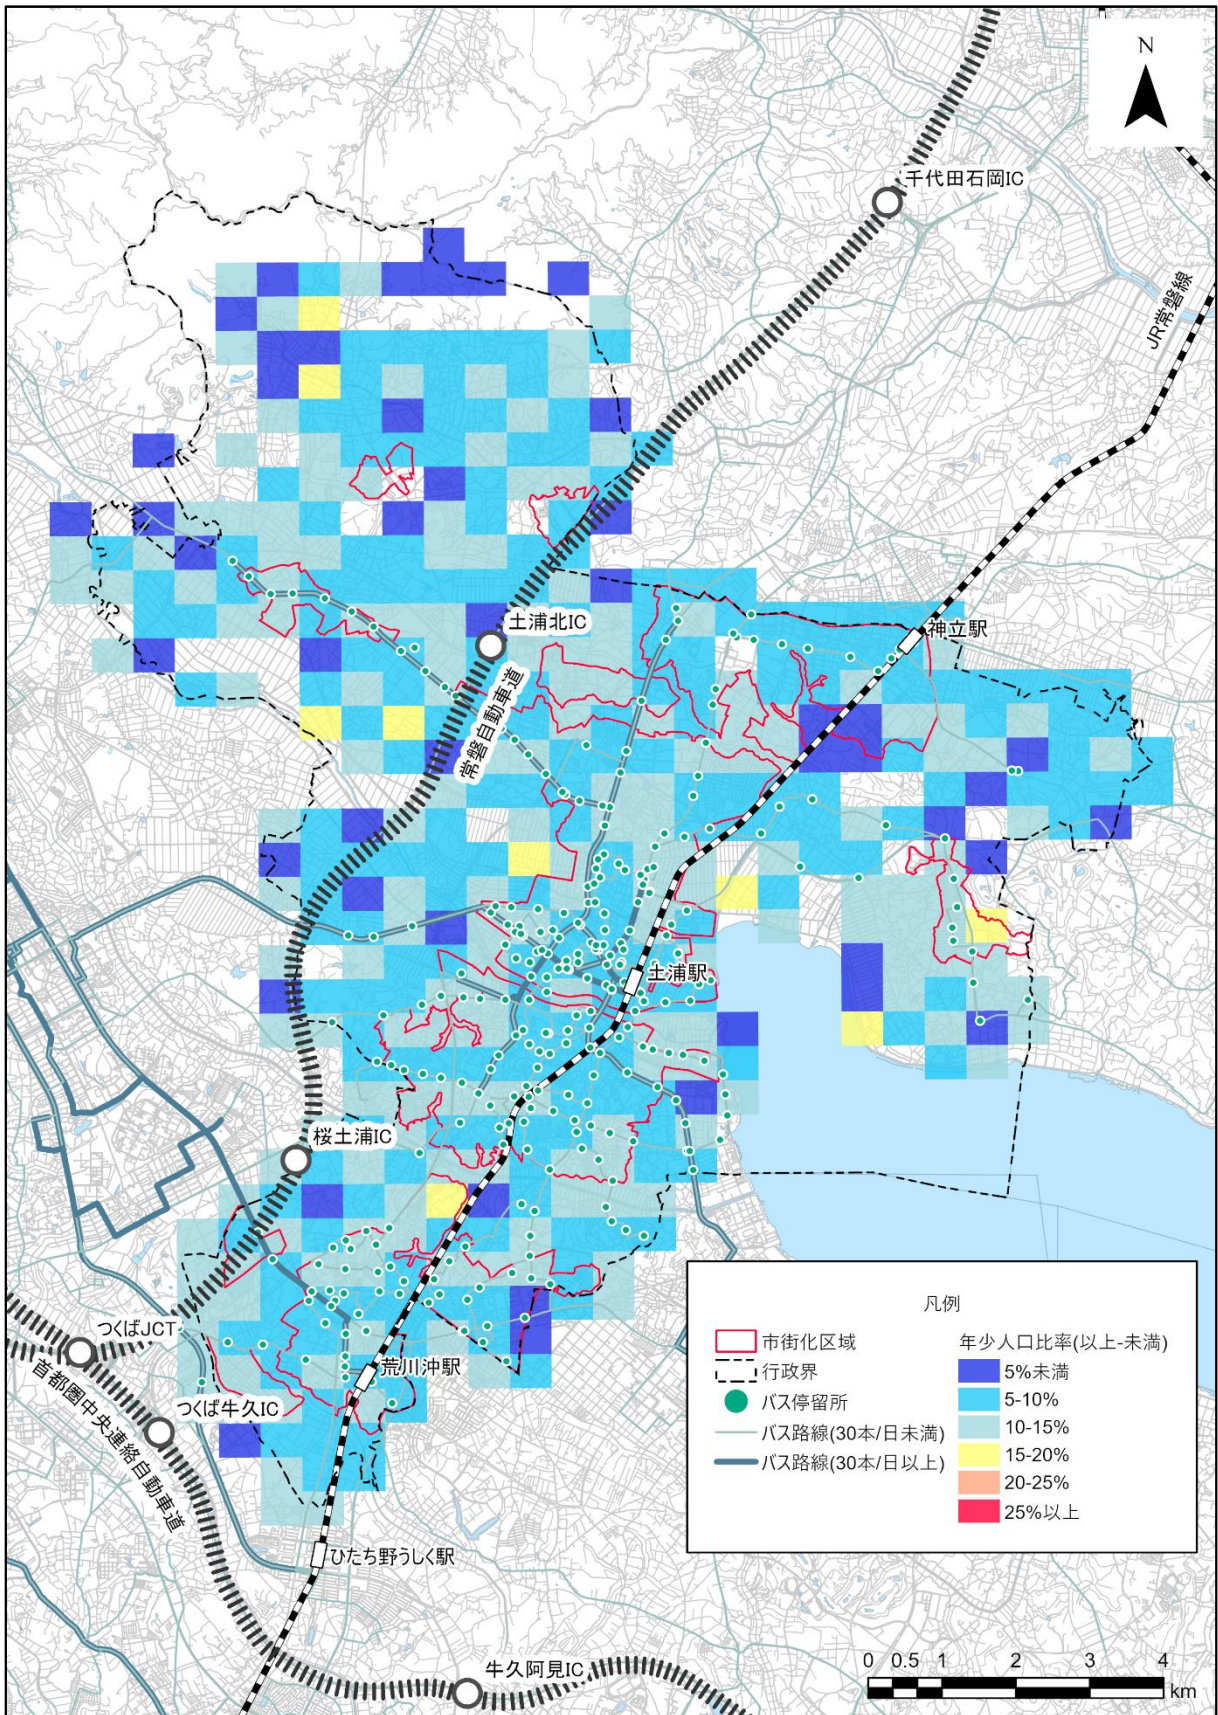 N
千代田石岡IC
JR常磐線
土浦北IC
神立駅
常磐自動車道
土浦駅
桜土浦IC
つくばJCT
荒川沖駅
つくば牛久IC
首都圏中央連絡自動車道
ひたち野うしく駅
牛久阿見IC
凡例
市街化区域
行政界
バス停留所
バス路線(30本/日未満)
バス路線(30本/日以上)
年少人口比率(以上-未満)
5%未満
5-10%
10-15%
15-20%
20-25%
25%以上
0 0.5 1 2 3 4
km